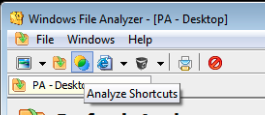 Windows File Analyzer - [PA - Desktop]
File Windows Help
PA - Deskto
Analyze Shortcuts